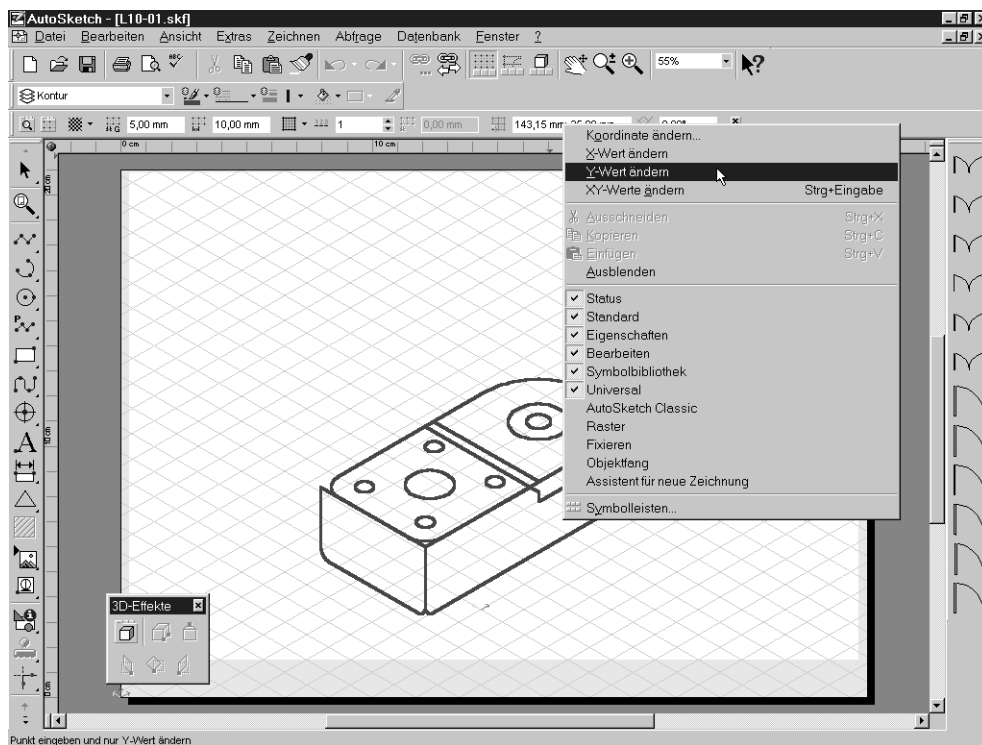 AutoSketch - [L10-01.skf]
Datei Bearbeiten Ansicht Extras Zeichnen Abfrage Datenbank Fenster ?
ABC 55%
Kontur
5,00 mm 10,00 mm 123 1 0,00 mm 143,15 mm
0 cm 10 cm
Koordinate ändern...
X-Wert ändern
Y-Wert ändern
XY-Werte ändern Strg+Eingabe
Ausschneiden Strg+X
Kopieren Strg+C
Einfügen Strg+V
Ausblenden
Status
Standard
Eigenschaften
Bearbeiten
Symbolbibliothek
Universal
AutoSketch Classic
Raster
Fixieren
Objektfang
Assistent für neue Zeichnung
Symbolleisten...
P
A
3D-Effekte
Punkt eingeben und nur Y-Wert ändern